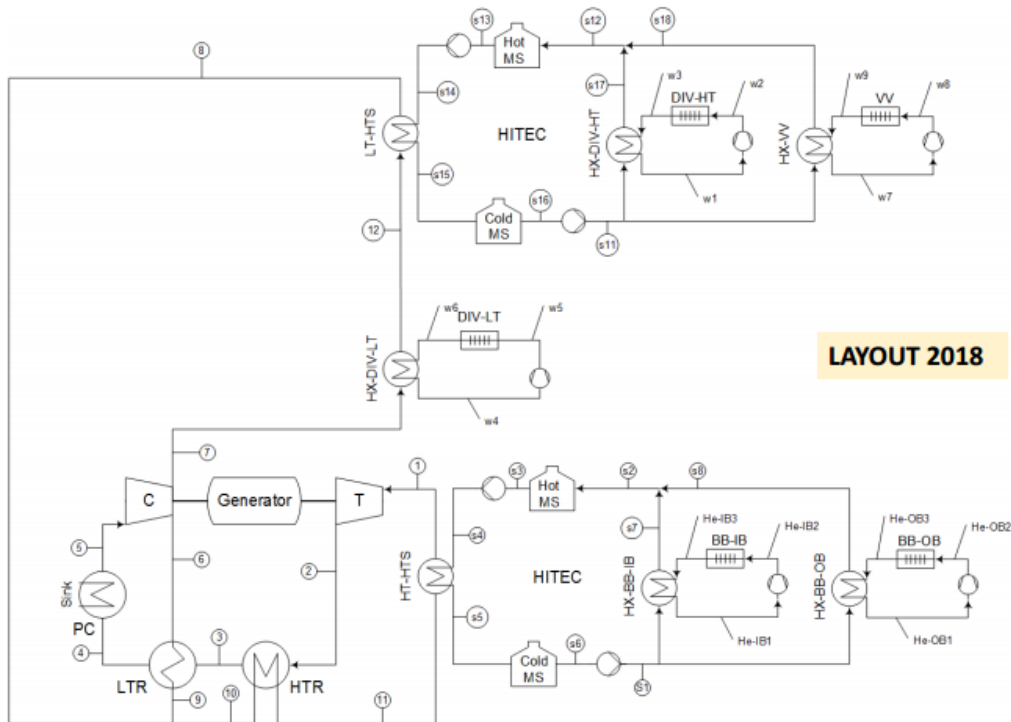 8
s13
s12
s18
Hot
MS
w3
w2
w9
w8
s17
DIV-HT
VV
s14
LT-HTS
HITEC
HX-DIV-HT
HX-VV
s15
w1
w7
s16
Cold
MS
12
s11
w6
DIV-LT
w5
LAYOUT 2018
HX-DIV-LT
w4
7
1
s3
s2
s8
C
Generator
T
Hot
MS
He-IB3
He-IB2
He-OB3
He-OB2
s7
BB-IB
BB-OB
5
6
s4
2
HT-HTS
HITEC
HX-BB-IB
HX-BB-OB
Sink
PC
s5
He-IB1
He-OB1
4
3
s6
Cold
MS
S1
LTR
HTR
9
10
11